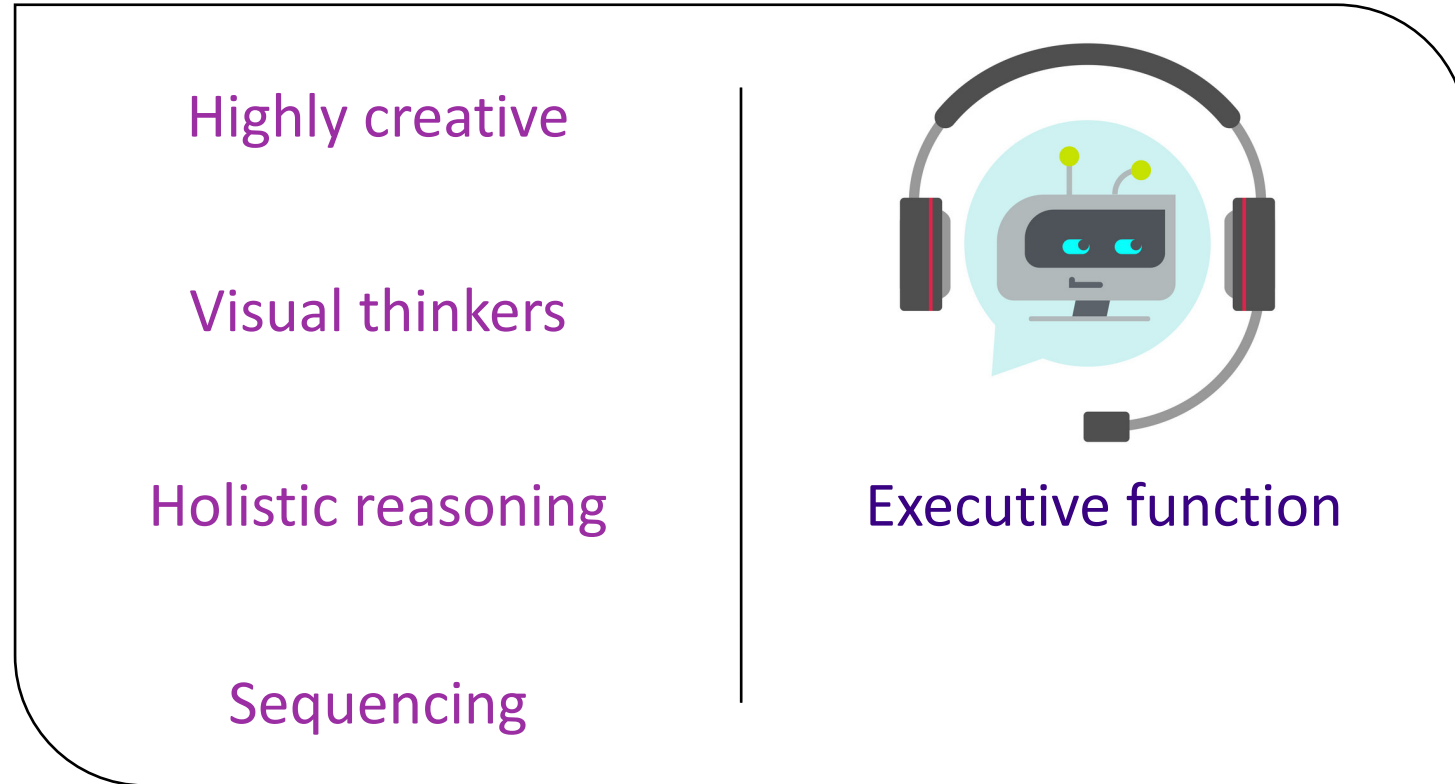 Highly creative
Visual thinkers
Holistic reasoning
Sequencing
Executive function